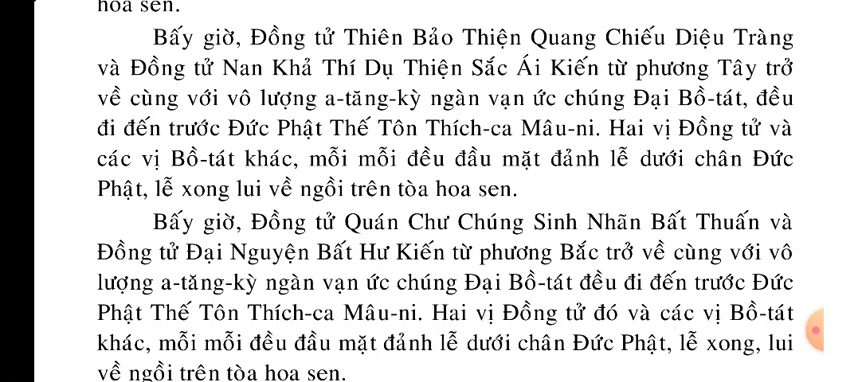 hoa sen.
Bấy giờ, Đồng tử Thiên Bảo Thiện Quang Chiếu Diệu Tràng
và Đồng tử Nan Khả Thí Dụ Thiện Sắc Ái Kiến từ phương Tây trở
về cùng với vô lượng a-tăng-kỳ ngàn vạn ức chúng Đại Bồ-tát, đều
đi đến trước Đức Phật Thế Tôn Thích-ca Mâu-ni. Hai vị Đồng tử và
các vị Bồ-tát khác, mỗi mỗi đều đầu mặt đảnh lễ dưới chân Đức
Phật, lễ xong lui về ngồi trên tòa hoa sen.
Bấy giờ, Đồng tử Quán Chư Chúng Sinh Nhãn Bất Thuấn và
Đồng tử Đại Nguyện Bất Hư Kiến từ phương Bắc trở về cùng với vô
lượng a-tăng-kỳ ngàn vạn ức chúng Đại Bồ-tát đều đi đến trước Đức
Phật Thế Tôn Thích-ca Mâu-ni. Hai vị Đồng tử đó và các vị Bồ-tát
khác, mỗi mỗi đều đầu mặt đảnh lễ dưới chân Đức Phật, lễ xong, lui
về ngồi trên tòa hoa sen.